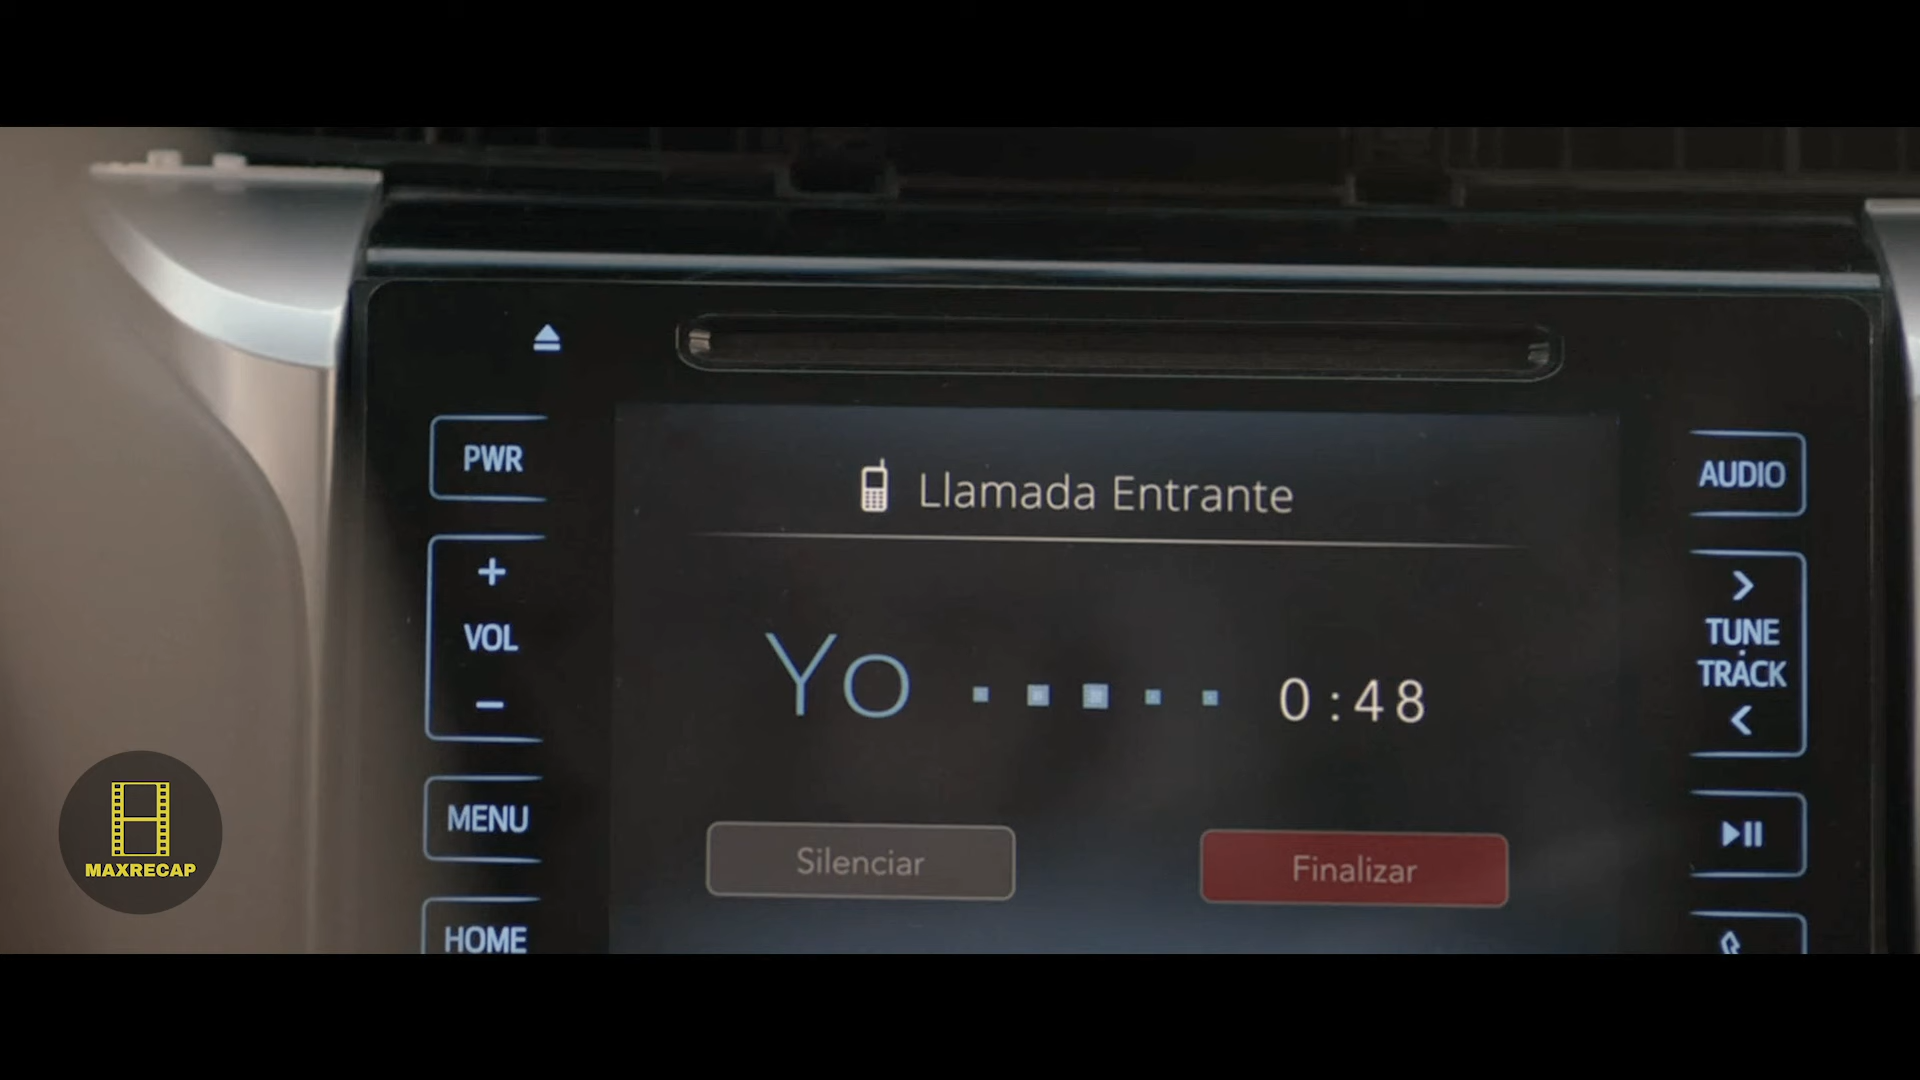 PWR
+
VOL
−
MENU
HOME
Llamada Entrante
Yo
0:48
Silenciar
Finalizar
AUDIO
>
TUNE
TRACK
<
MAXRECAP